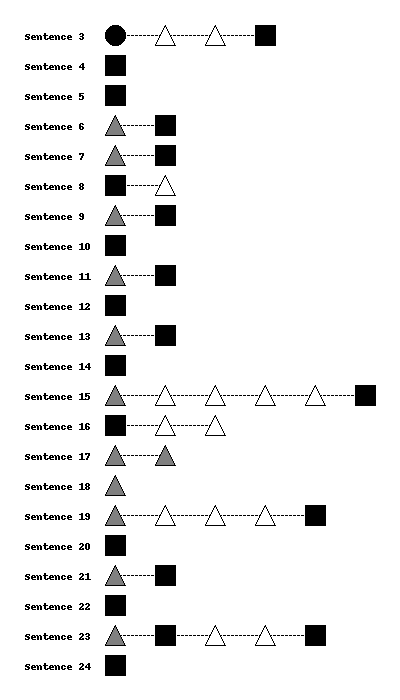 Sentence 3
Sentence 4
Sentence 5
Sentence 6
Sentence 7
Sentence 8
Sentence 9
Sentence 10
Sentence 11
Sentence 12
Sentence 13
Sentence 14
Sentence 15
Sentence 16
Sentence 17
Sentence 18
Sentence 19
Sentence 20
Sentence 21
Sentence 22
Sentence 23
Sentence 24